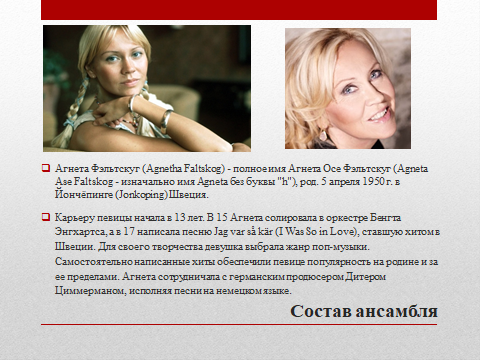 Агнета Фэльтскуг (Agnetha Faltskog) - полное имя Агнета Осе Фэльтскуг (Agneta
Ase Faltskog - изначально имя Agneta без буквы "h"), род. 5 апреля 1950 г. в
Йончёпинге (Jonkoping) Швеция.
Карьеру певицы начала в 13 лет. В 15 Агнета солировала в оркестре Бенгта
Энгхартса, а в 17 написала песню Jag var så kär (I Was So in Love), ставшую хитом в
Швеции. Для своего творчества девушка выбрала жанр поп-музыки.
Самостоятельно написанные хиты обеспечили певице популярность на родине и за
ее пределами. Агнета сотрудничала с германским продюсером Дитером
Циммерманом, исполняя песни на немецком языке.
Состав ансамбля